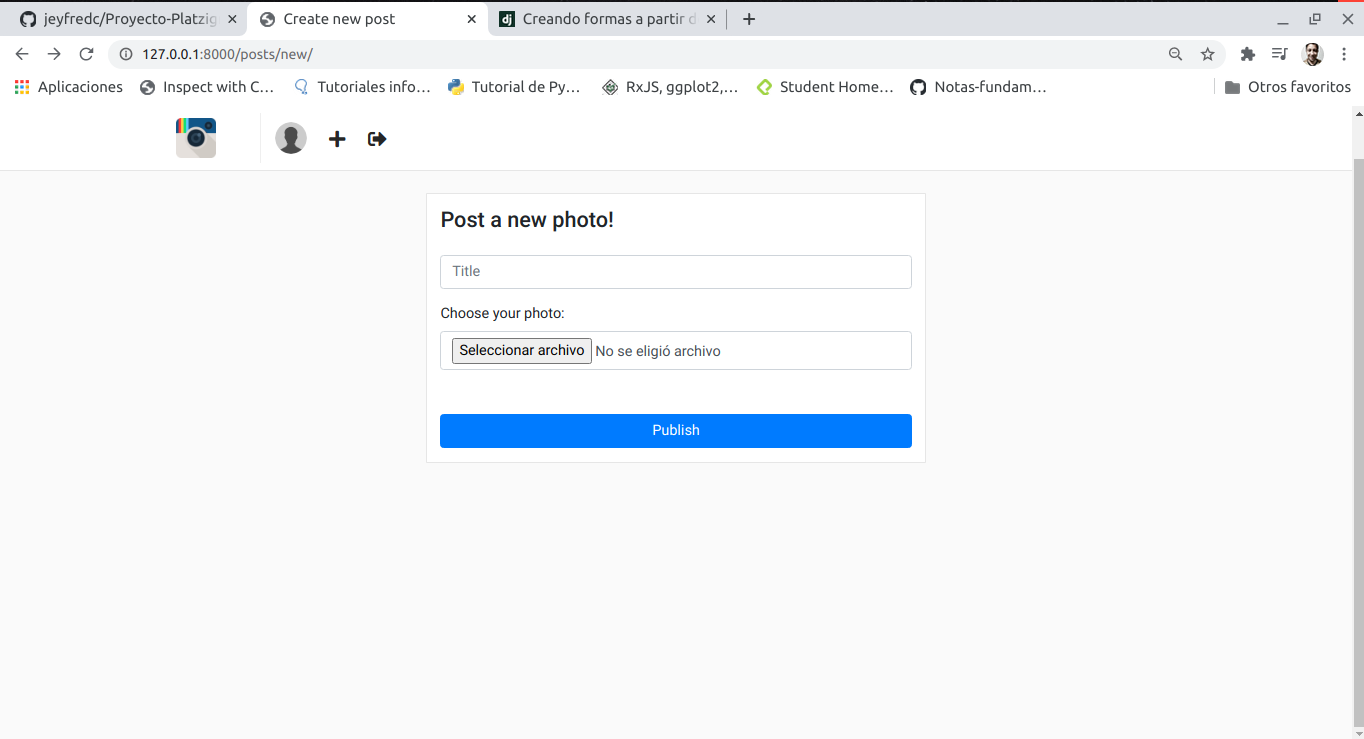 jeyfredc/Proyecto-Platzig
Create new post
dj Creando formas a partir d
127.0.0.1:8000/posts/new/
Aplicaciones Inspect with C... Tutoriales info... Tutorial de Py... RxJS, ggplot2,... Student Home... Notas-fundam... Otros favoritos
Post a new photo!
Title
Choose your photo:
Seleccionar archivo No se eligió archivo
Publish